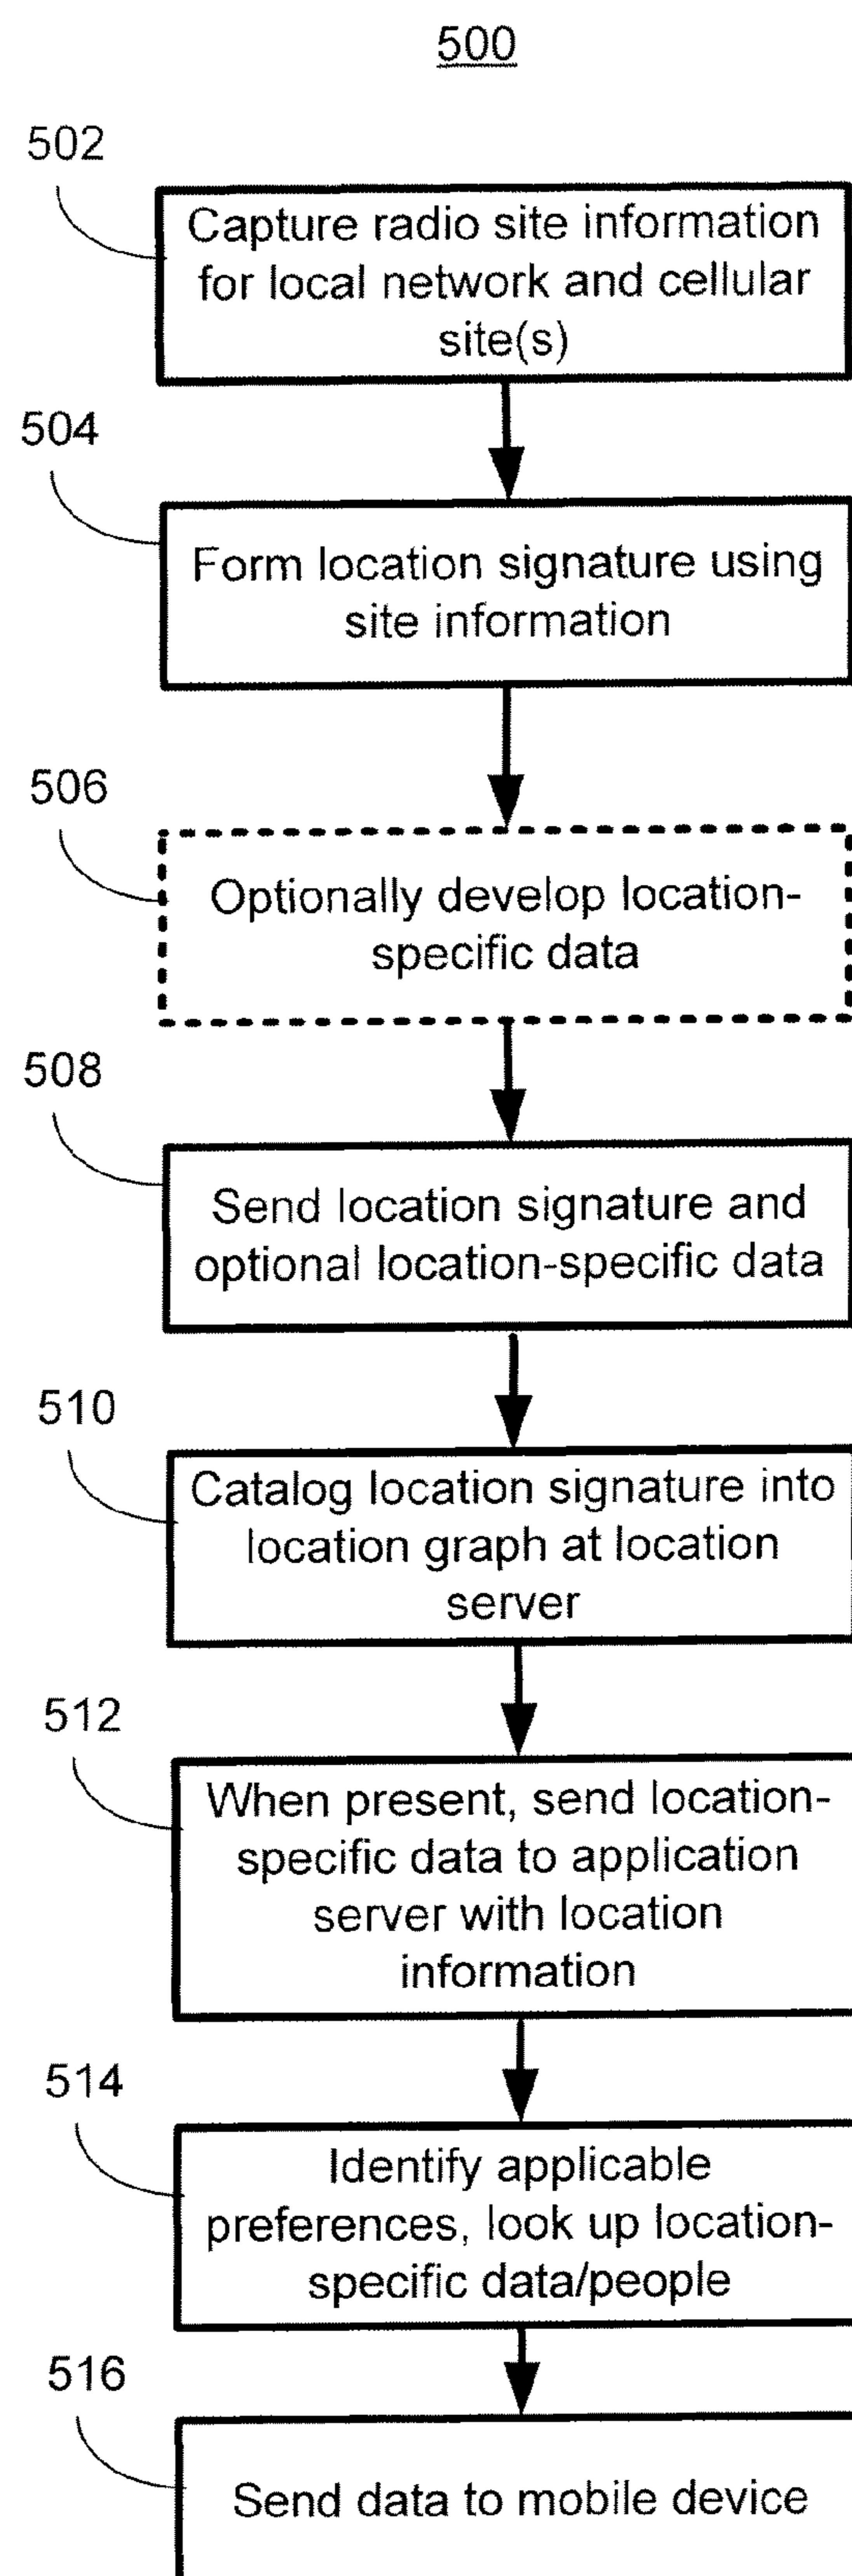 500
502
Capture radio site information
for local network and cellular
site(s)
504
Form location signature using
site information
506
Optionally develop location-
specific data
508
Send location signature and
optional location-specific data
510
Catalog location signature into
location graph at location
server
512
When present, send location-
specific data to application
server with location
information
514
Identify applicable
preferences, look up location-
specific data/people
516
Send data to mobile device